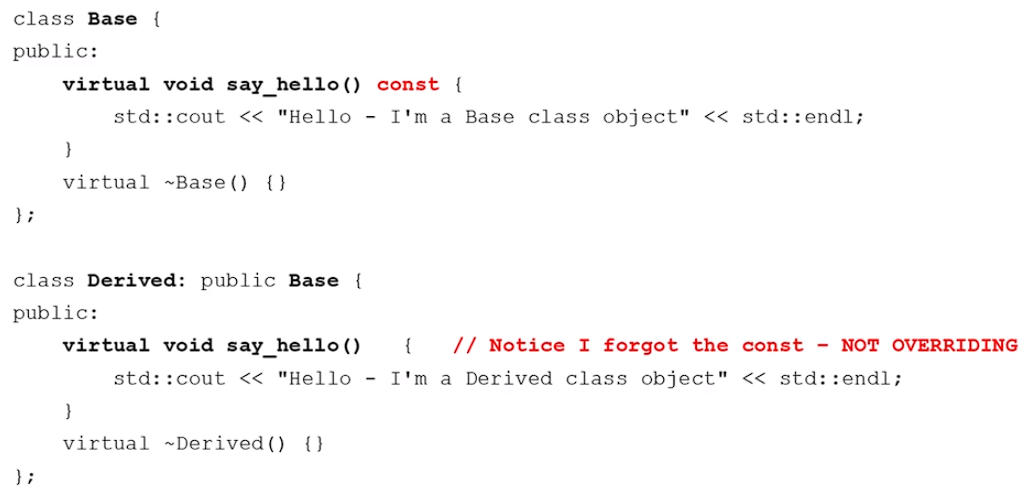 class Base {
public:
    virtual void say_hello() const {
        std::cout << "Hello - I'm a Base class object" << std::endl;
    }
    virtual ~Base() {}
};

class Derived: public Base {
public:
    virtual void say_hello()   {   // Notice I forgot the const – NOT OVERRIDING
        std::cout << "Hello - I'm a Derived class object" << std::endl;
    }
    virtual ~Derived() {}
};